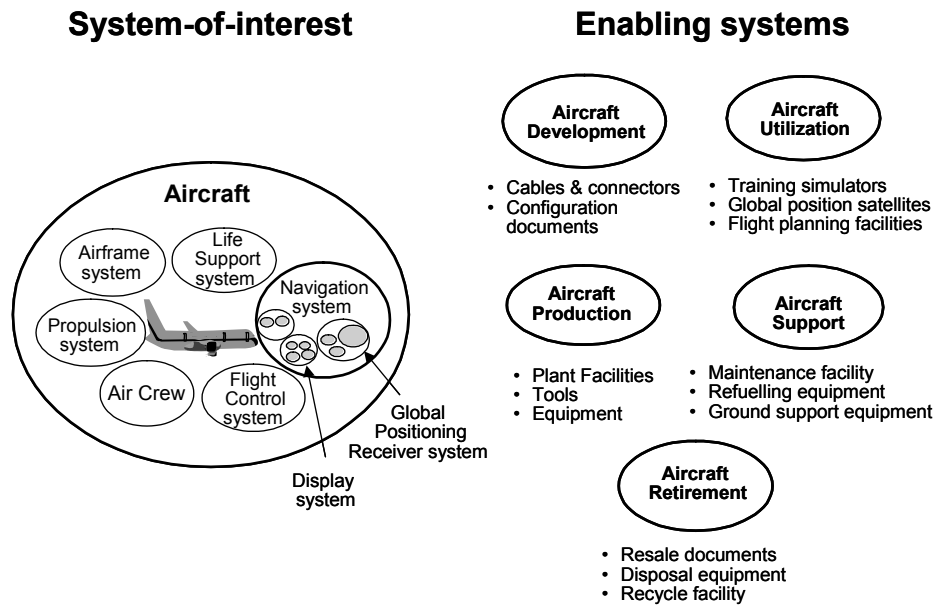 System-of-interest
Aircraft
Airframe
system
Life
Support
system
Navigation
system
Propulsion
system
Air Crew
Flight
Control
system
Global
Positioning
Receiver system
Display
system
Enabling systems
Aircraft
Development
• Cables & connectors
• Configuration
documents
Aircraft
Utilization
• Training simulators
• Global position satellites
• Flight planning facilities
Aircraft
Production
• Plant Facilities
• Tools
• Equipment
Aircraft
Support
• Maintenance facility
• Refuelling equipment
• Ground support equipment
Aircraft
Retirement
• Resale documents
• Disposal equipment
• Recycle facility